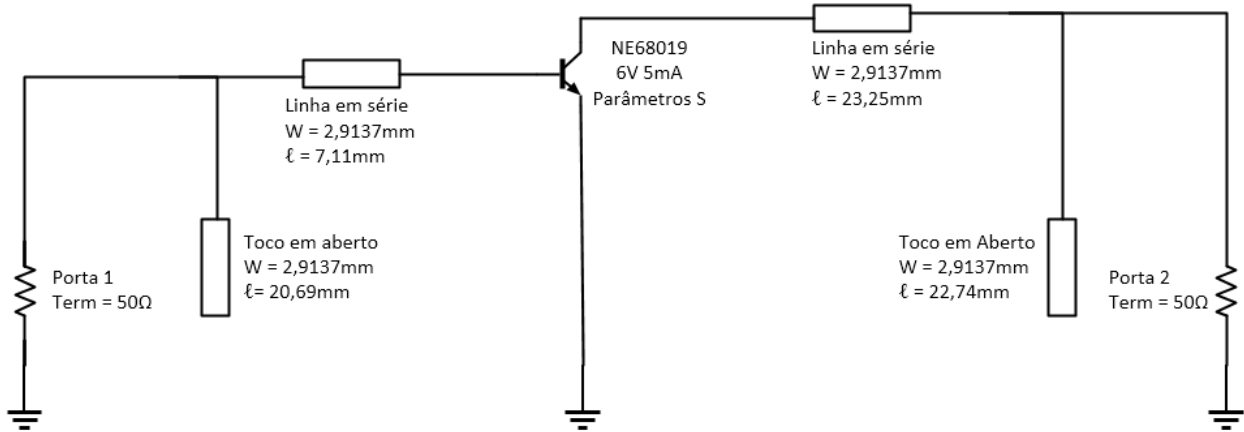 NE68019
6V 5mA
Parâmetros S
Linha em série
W = 2,9137mm
ℓ = 23,25mm
Linha em série
W = 2,9137mm
ℓ = 7,11mm
Toco em aberto
W = 2,9137mm
ℓ= 20,69mm
Porta 1
Term = 50Ω
Toco em Aberto
W = 2,9137mm
ℓ = 22,74mm
Porta 2
Term = 50Ω